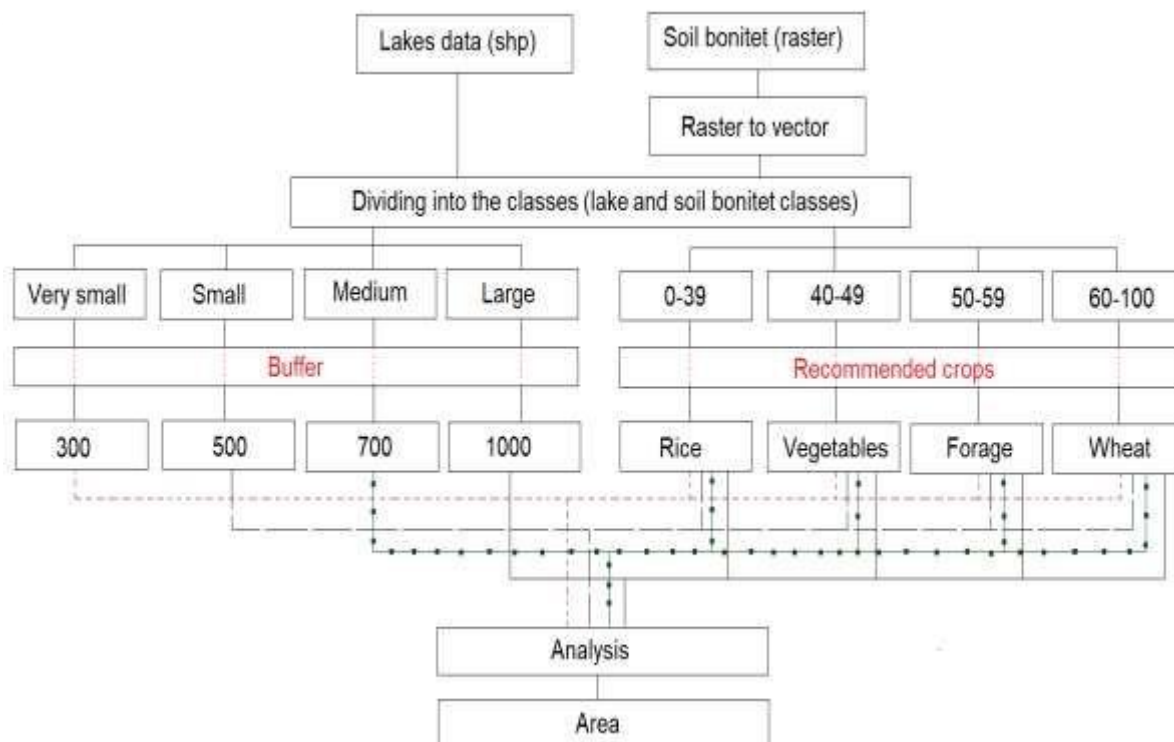 Lakes data (shp)
Soil bonitet (raster)
Raster to vector
Dividing into the classes (lake and soil bonitet classes)
Very small
Small
Medium
Large
0-39
40-49
50-59
60-100
Buffer
Recommended crops
300
500
700
1000
Rice
Vegetables
Forage
Wheat
Analysis
Area